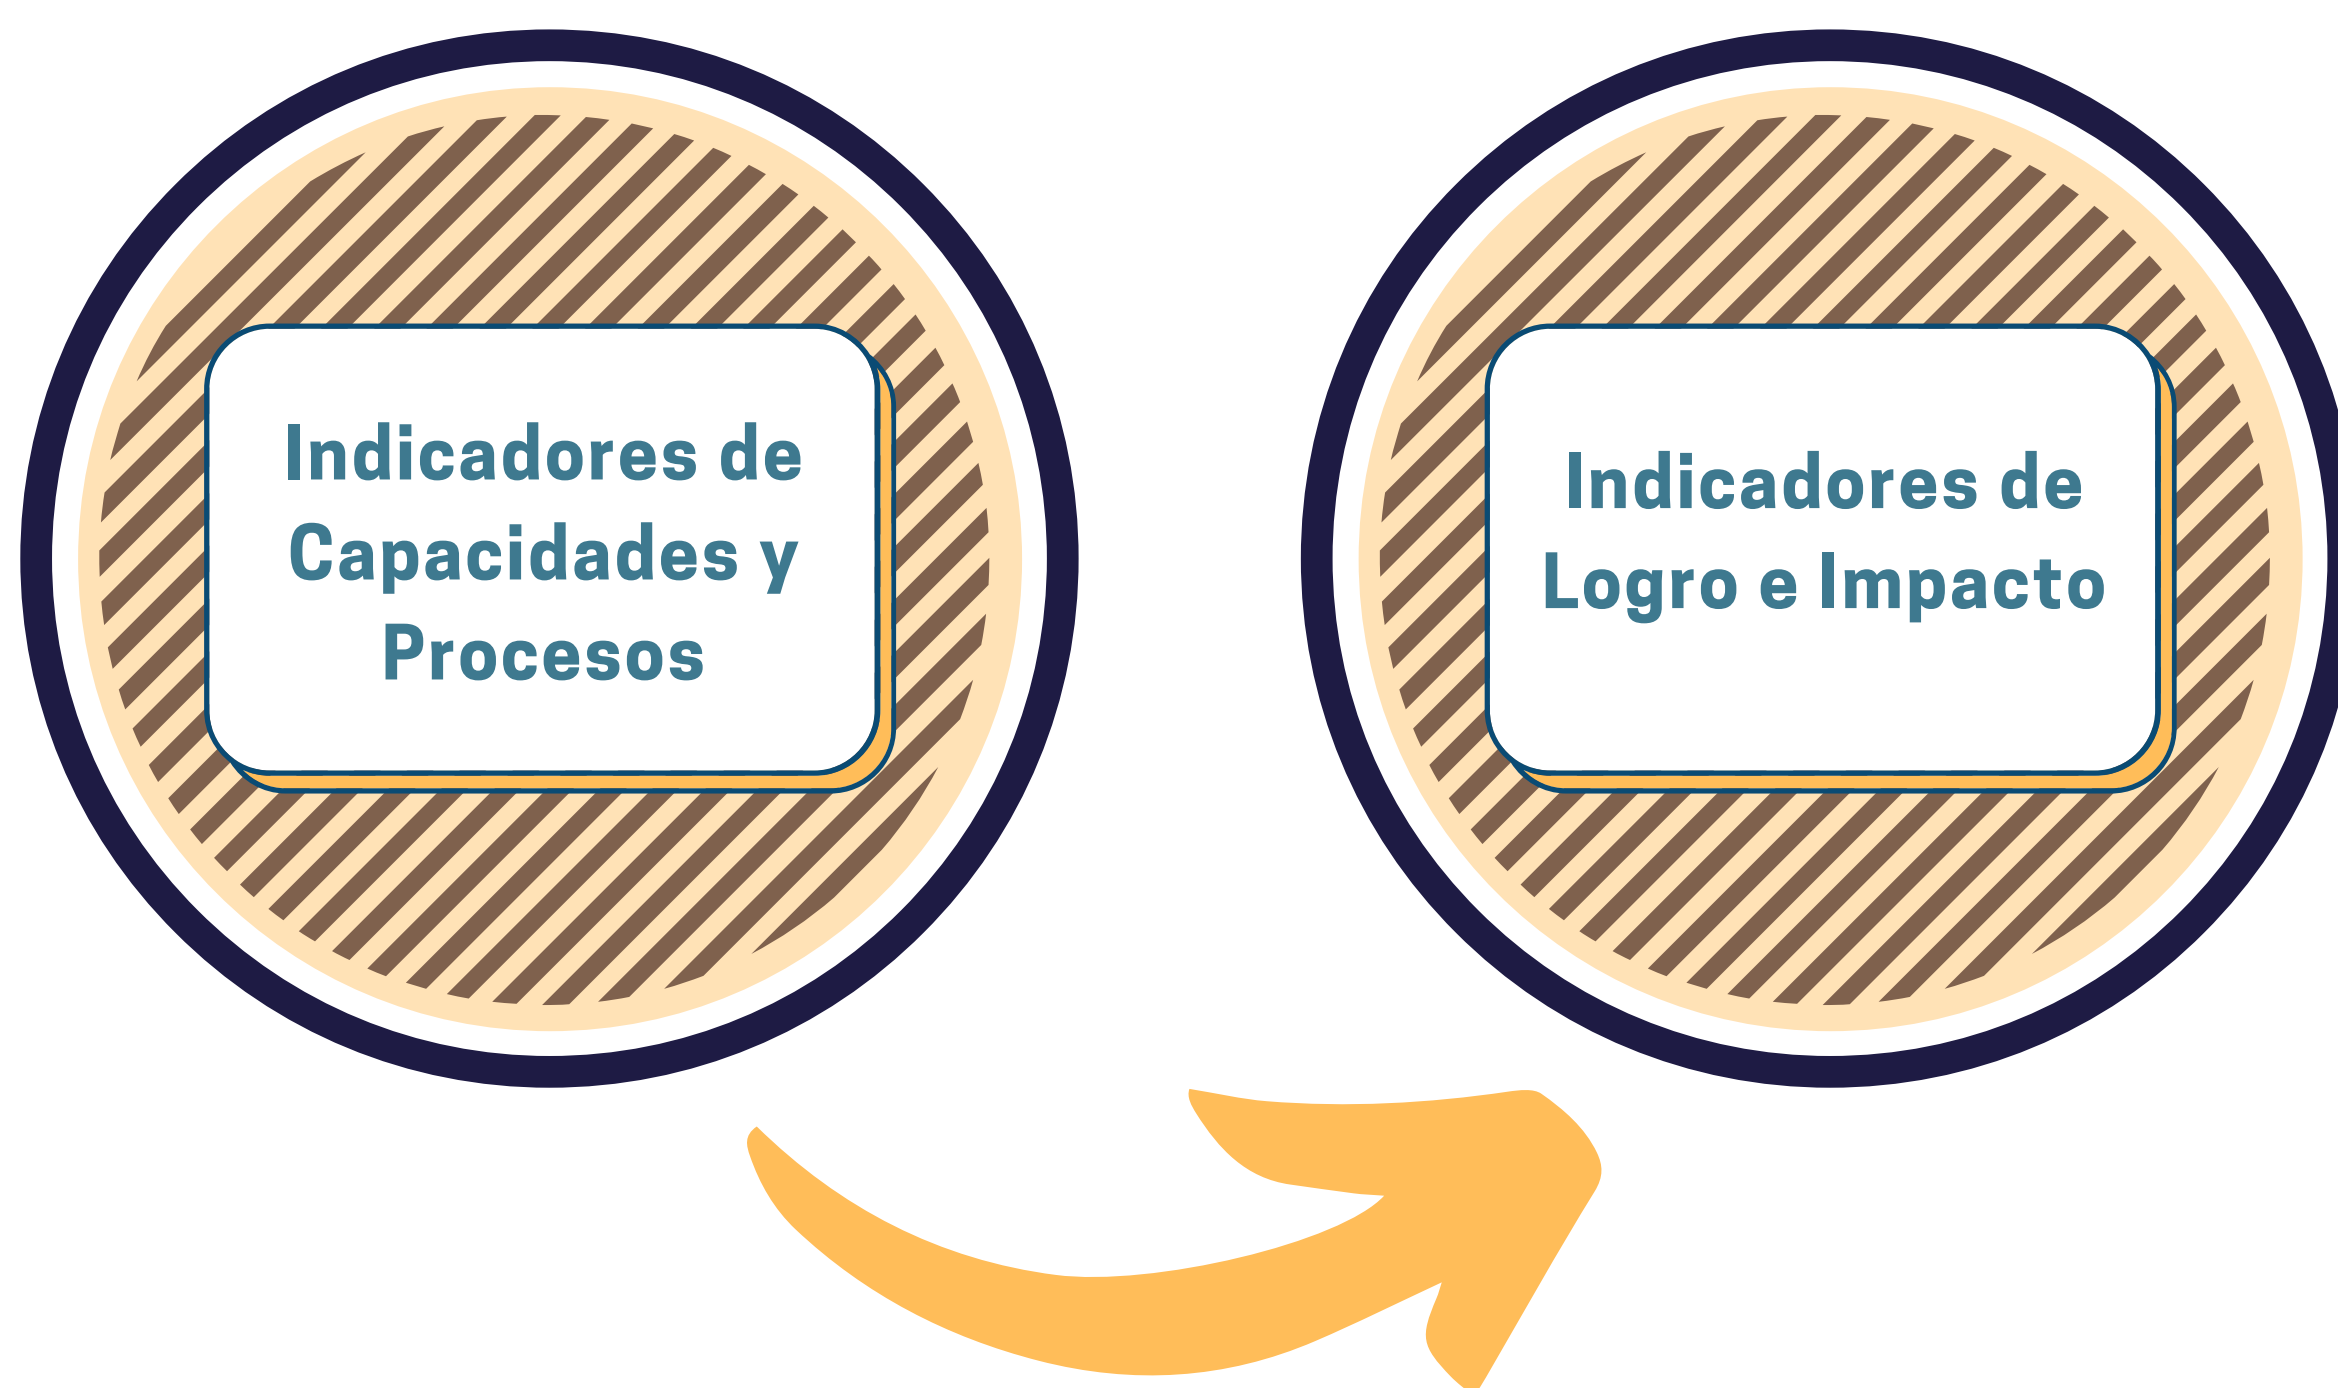 Indicadores de
Capacidades y
Procesos
Indicadores de
Logro e Impacto